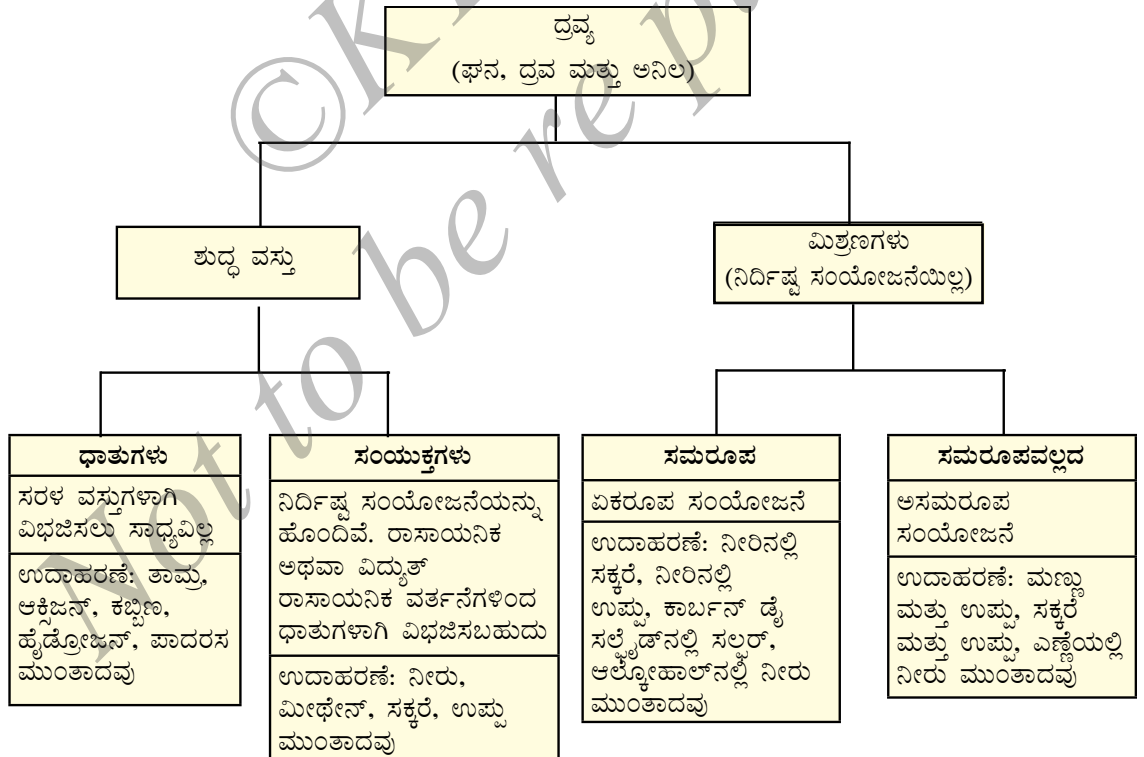 ದ್ರವ್ಯ
(ಘನ, ದ್ರವ ಮತ್ತು ಅನಿಲ)
ಶುದ್ಧ ವಸ್ತು
ಮಿಶ್ರಣಗಳು
(ನಿರ್ದಿಷ್ಟ ಸಂಯೋಜನೆಯಿಲ್ಲ)
ಧಾತುಗಳು
ಸರಳ ವಸ್ತುಗಳಾಗಿ
ವಿಭಜಿಸಲು ಸಾಧ್ಯವಿಲ್ಲ
ಉದಾಹರಣೆ: ತಾಮ್ರ,
ಆಕ್ಸಿಜನ್, ಕಬ್ಬಿಣ,
ಹೈಡ್ರೋಜನ್, ಪಾದರಸ
ಮುಂತಾದವು
ಸಂಯುಕ್ತಗಳು
ನಿರ್ದಿಷ್ಟ ಸಂಯೋಜನೆಯನ್ನು
ಹೊಂದಿವೆ. ರಾಸಾಯನಿಕ
ಅಥವಾ ವಿದ್ಯುತ್
ರಾಸಾಯನಿಕ ವರ್ತನೆಗಳಿಂದ
ಧಾತುಗಳಾಗಿ ವಿಭಜಿಸಬಹುದು
ಉದಾಹರಣೆ: ನೀರು,
ಮೀಥೇನ್, ಸಕ್ಕರೆ, ಉಪ್ಪು
ಮುಂತಾದವು
ಸಮರೂಪ
ಏಕರೂಪ ಸಂಯೋಜನೆ
ಉದಾಹರಣೆ: ನೀರಿನಲ್ಲಿ
ಸಕ್ಕರೆ, ನೀರಿನಲ್ಲಿ
ಉಪ್ಪು, ಕಾರ್ಬನ್ ಡೈ
ಸಲ್ಫೈಡ್‌ನಲ್ಲಿ ಸಲ್ಫರ್,
ಆಲ್ಕೋಹಾಲ್‌ನಲ್ಲಿ ನೀರು
ಮುಂತಾದವು
ಸಮರೂಪವಲ್ಲದ
ಅಸಮರೂಪ
ಸಂಯೋಜನೆ
ಉದಾಹರಣೆ: ಮಣ್ಣು
ಮತ್ತು ಉಪ್ಪು, ಸಕ್ಕರೆ
ಮತ್ತು ಉಪ್ಪು, ಎಣ್ಣೆಯಲ್ಲಿ
ನೀರು ಮುಂತಾದವು
©K
Not to be re p